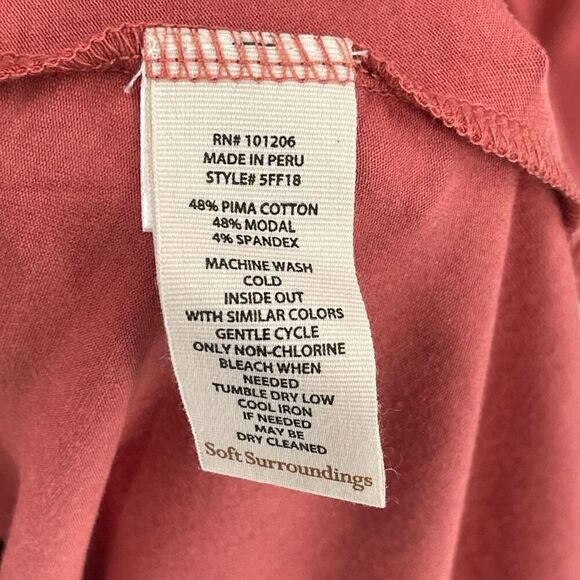 RN# 101206
MADE IN PERU
STYLE# 5FF18
48% PIMA COTTON
48% MODAL
4% SPANDEX
MACHINE WASH
COLD
INSIDE OUT
WITH SIMILAR COLORS
GENTLE CYCLE
ONLY NON-CHLORINE
BLEACH WHEN
NEEDED
TUMBLE DRY LOW
COOL IRON
IF NEEDED
MAY BE
DRY CLEANED
Soft Surroundings